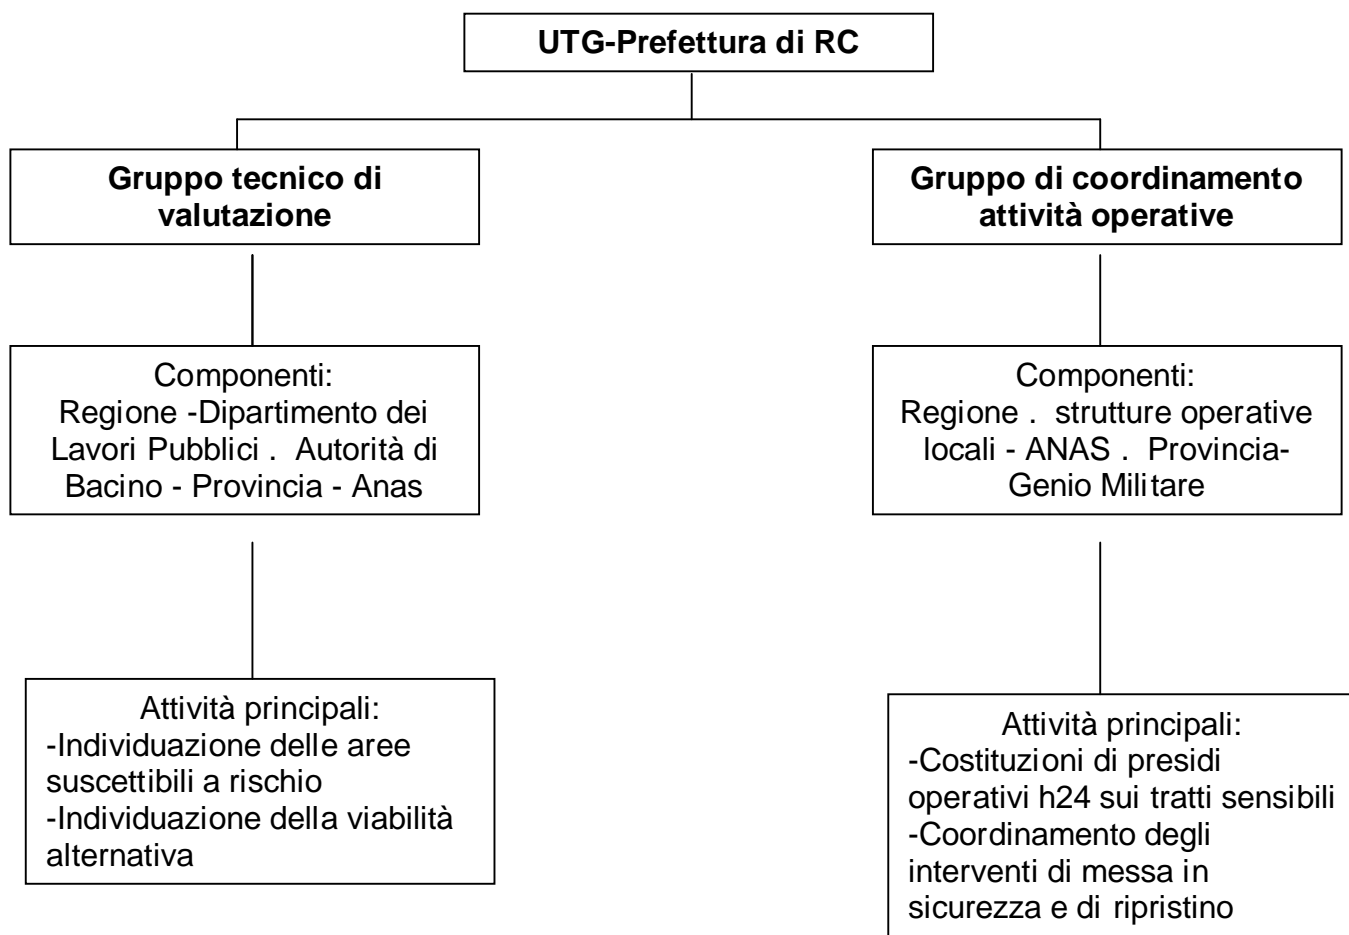 UTG-Prefettura di RC
Gruppo tecnico di
valutazione
Gruppo di coordinamento
attività operative
Componenti:
Regione -Dipartimento dei
Lavori Pubblici . Autorità di
Bacino - Provincia - Anas
Componenti:
Regione . strutture operative
locali - ANAS . Provincia-
Genio Militare
Attività principali:
-Individuazione delle aree
suscettibili a rischio
-Individuazione della viabilità
alternativa
Attività principali:
-Costituzioni di presidi
operativi h24 sui tratti sensibili
-Coordinamento degli
interventi di messa in
sicurezza e di ripristino